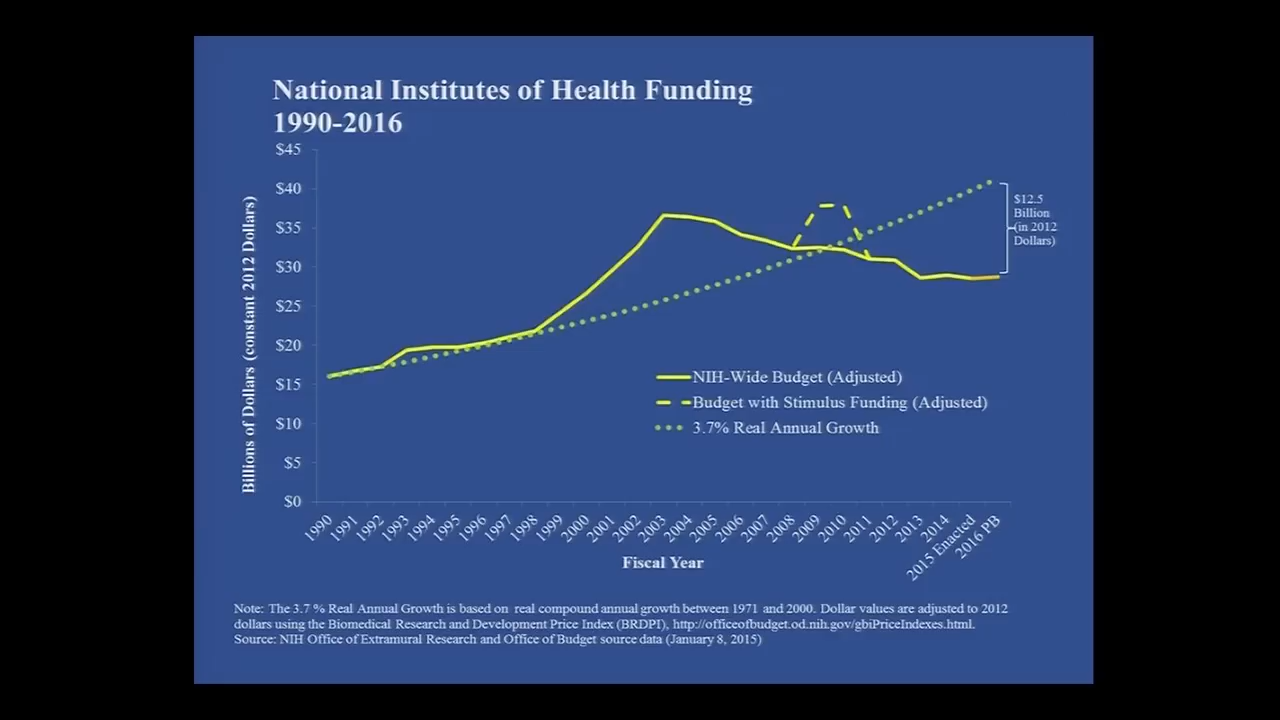 National Institutes of Health Funding
1990-2016
$45
$40
$35
$30
$25
$20
$15
$10
$5
$0
Billions of Dollars (constant 2012 Dollars)
$12.5
Billion
(in 2012
Dollars)
NIH-Wide Budget (Adjusted)
Budget with Stimulus Funding (Adjusted)
3.7% Real Annual Growth
1990
1991
1992
1993
1994
1995
1996
1997
1998
1999
2000
2001
2002
2003
2004
2005
2006
2007
2008
2009
2010
2011
2012
2013
2014
2015 Enacted
2016 PB
Fiscal Year
Note: The 3.7 % Real Annual Growth is based on real compound annual growth between 1971 and 2000. Dollar values are adjusted to 2012
dollars using the Biomedical Research and Development Price Index (BRDPI), http://officeofbudget.od.nih.gov/gbiPriceIndexes.html.
Source: NIH Office of Extramural Research and Office of Budget source data (January 8, 2015)